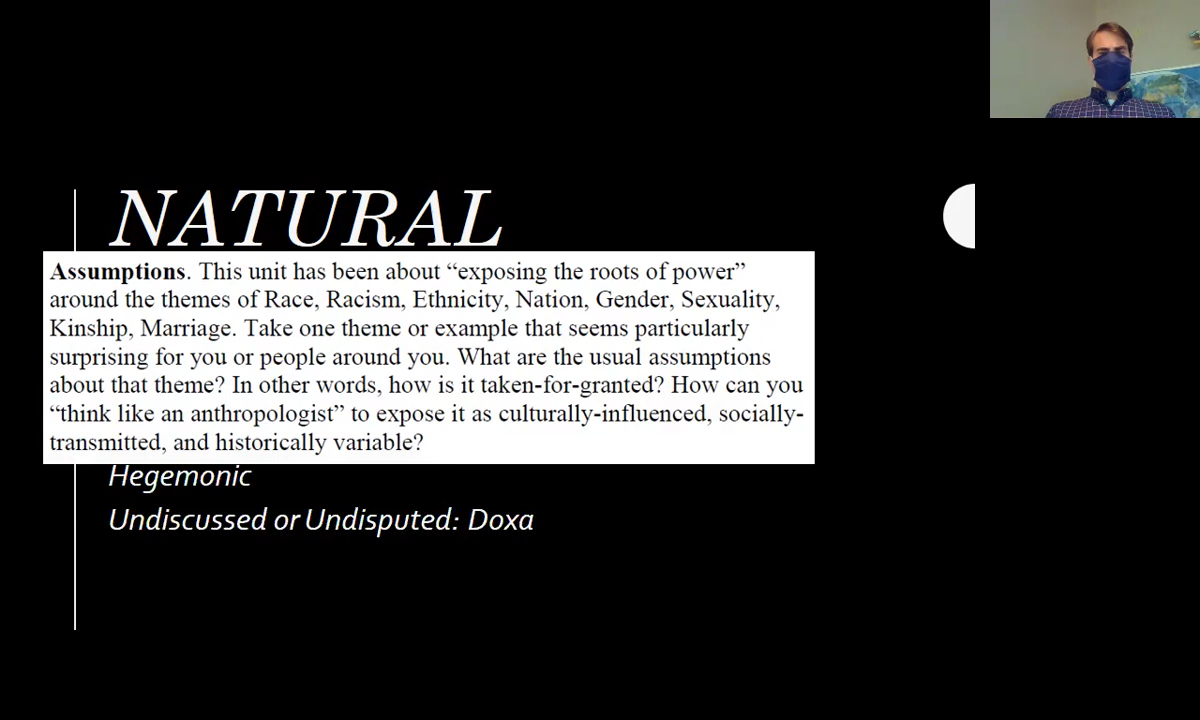 NATURAL
Assumptions. This unit has been about “exposing the roots of power”
around the themes of Race, Racism, Ethnicity, Nation, Gender, Sexuality,
Kinship, Marriage. Take one theme or example that seems particularly
surprising for you or people around you. What are the usual assumptions
about that theme? In other words, how is it taken-for-granted? How can you
“think like an anthropologist” to expose it as culturally-influenced, socially-
transmitted, and historically variable?
Hegemonic
Undiscussed or Undisputed: Doxa